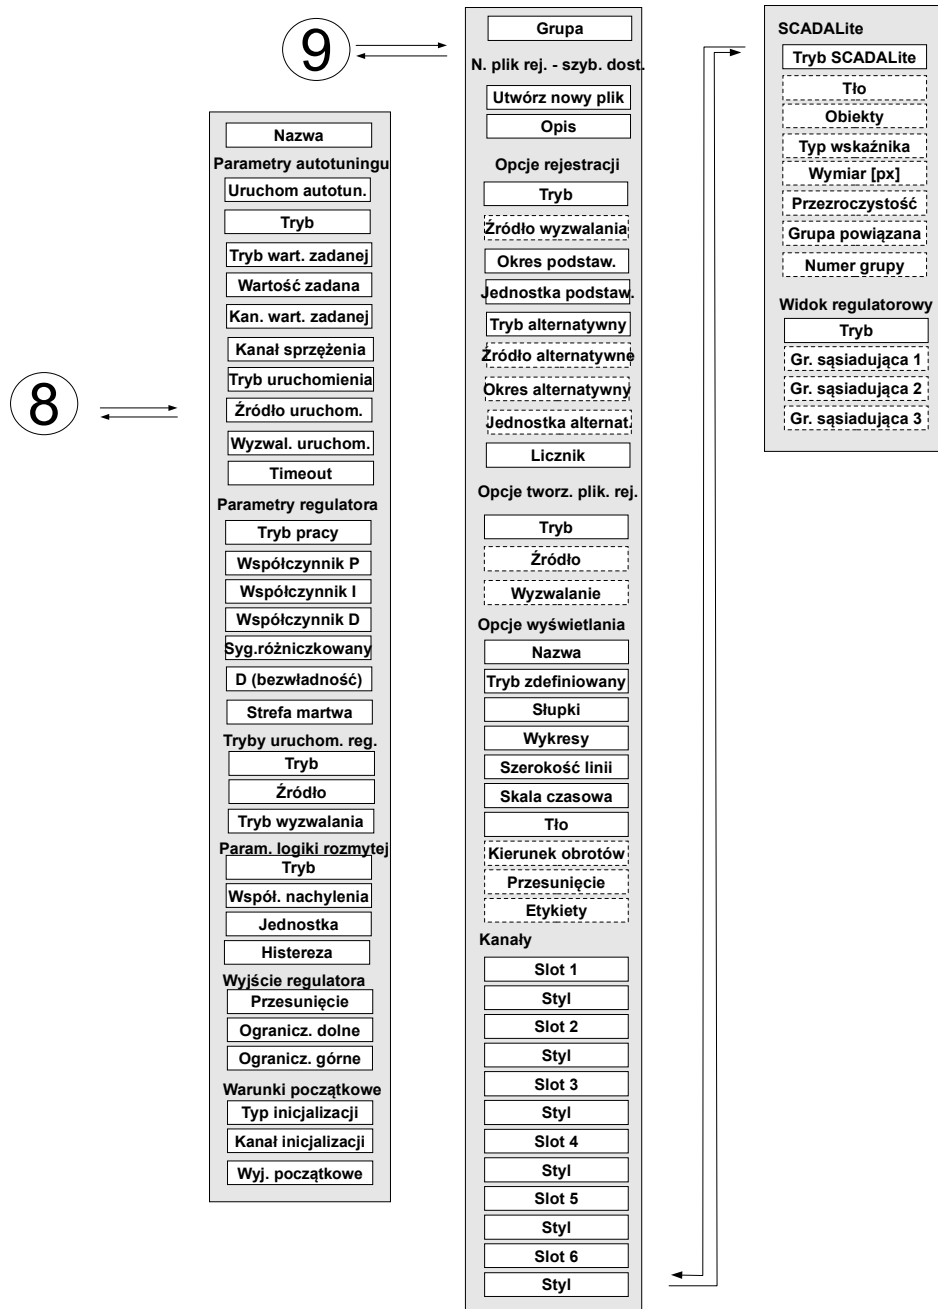 8
Nazwa
Parametry autotuningu
Uruchom autotun.
Tryb
Tryb wart. zadanej
Wartość zadana
Kan. wart. zadanej
Kanał sprzężenia
Tryb uruchomienia
Źródło uruchom.
Wyzwal. uruchom.
Timeout
Parametry regulatora
Tryb pracy
Współczynnik P
Współczynnik I
Współczynnik D
Syg.różniczkowany
D (bezwładność)
Strefa martwa
Tryby uruchom. reg.
Tryb
Źródło
Tryb wyzwalania
Param. logiki rozmytej
Tryb
Współ. nachylenia
Jednostka
Histereza
Wyjście regulatora
Przesunięcie
Ogranicz. dolne
Ogranicz. górne
Warunki początkowe
Typ inicjalizacji
Kanał inicjalizacji
Wyj. początkowe
9
Grupa
N. plik rej. - szyb. dost.
Utwórz nowy plik
Opis
Opcje rejestracji
Tryb
Źródło wyzwalania
Okres podstaw.
Jednostka podstaw.
Tryb alternatywny
Źródło alternatywne
Okres alternatywny
Jednostka alternat.
Licznik
Opcje tworz. plik. rej.
Tryb
Źródło
Wyzwalanie
Opcje wyświetlania
Nazwa
Tryb zdefiniowany
Słupki
Wykresy
Szerokość linii
Skala czasowa
Tło
Kierunek obrotów
Przesunięcie
Etykiety
Kanały
Slot 1
Styl
Slot 2
Styl
Slot 3
Styl
Slot 4
Styl
Slot 5
Styl
Slot 6
Styl
SCADALite
Tryb SCADALite
Tło
Obiekty
Typ wskaźnika
Wymiar [px]
Przezroczystość
Grupa powiązana
Numer grupy
Widok regulatorowy
Tryb
Gr. sąsiadująca 1
Gr. sąsiadująca 2
Gr. sąsiadująca 3